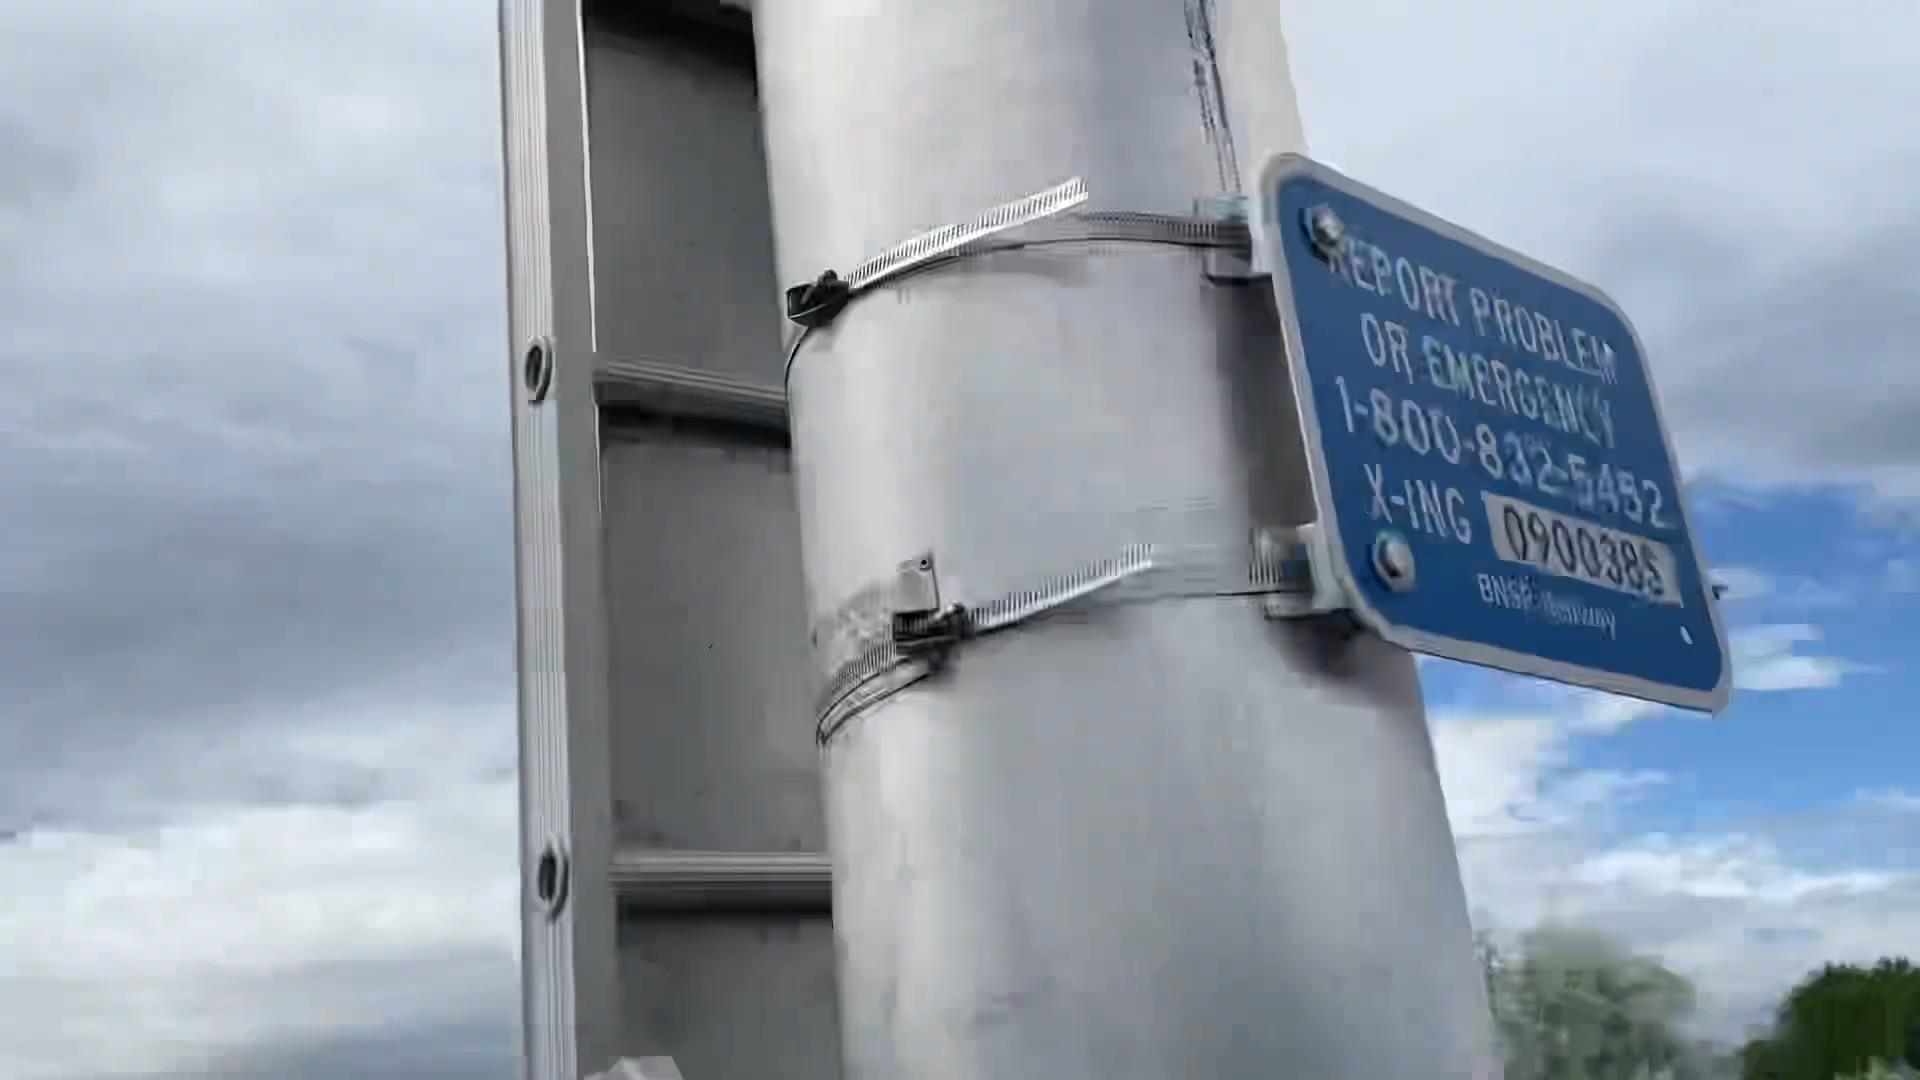 REPORT PROBLEM
OR EMERGENCY
1-800-832-5452
X-ING 090038S
BNSF Railway